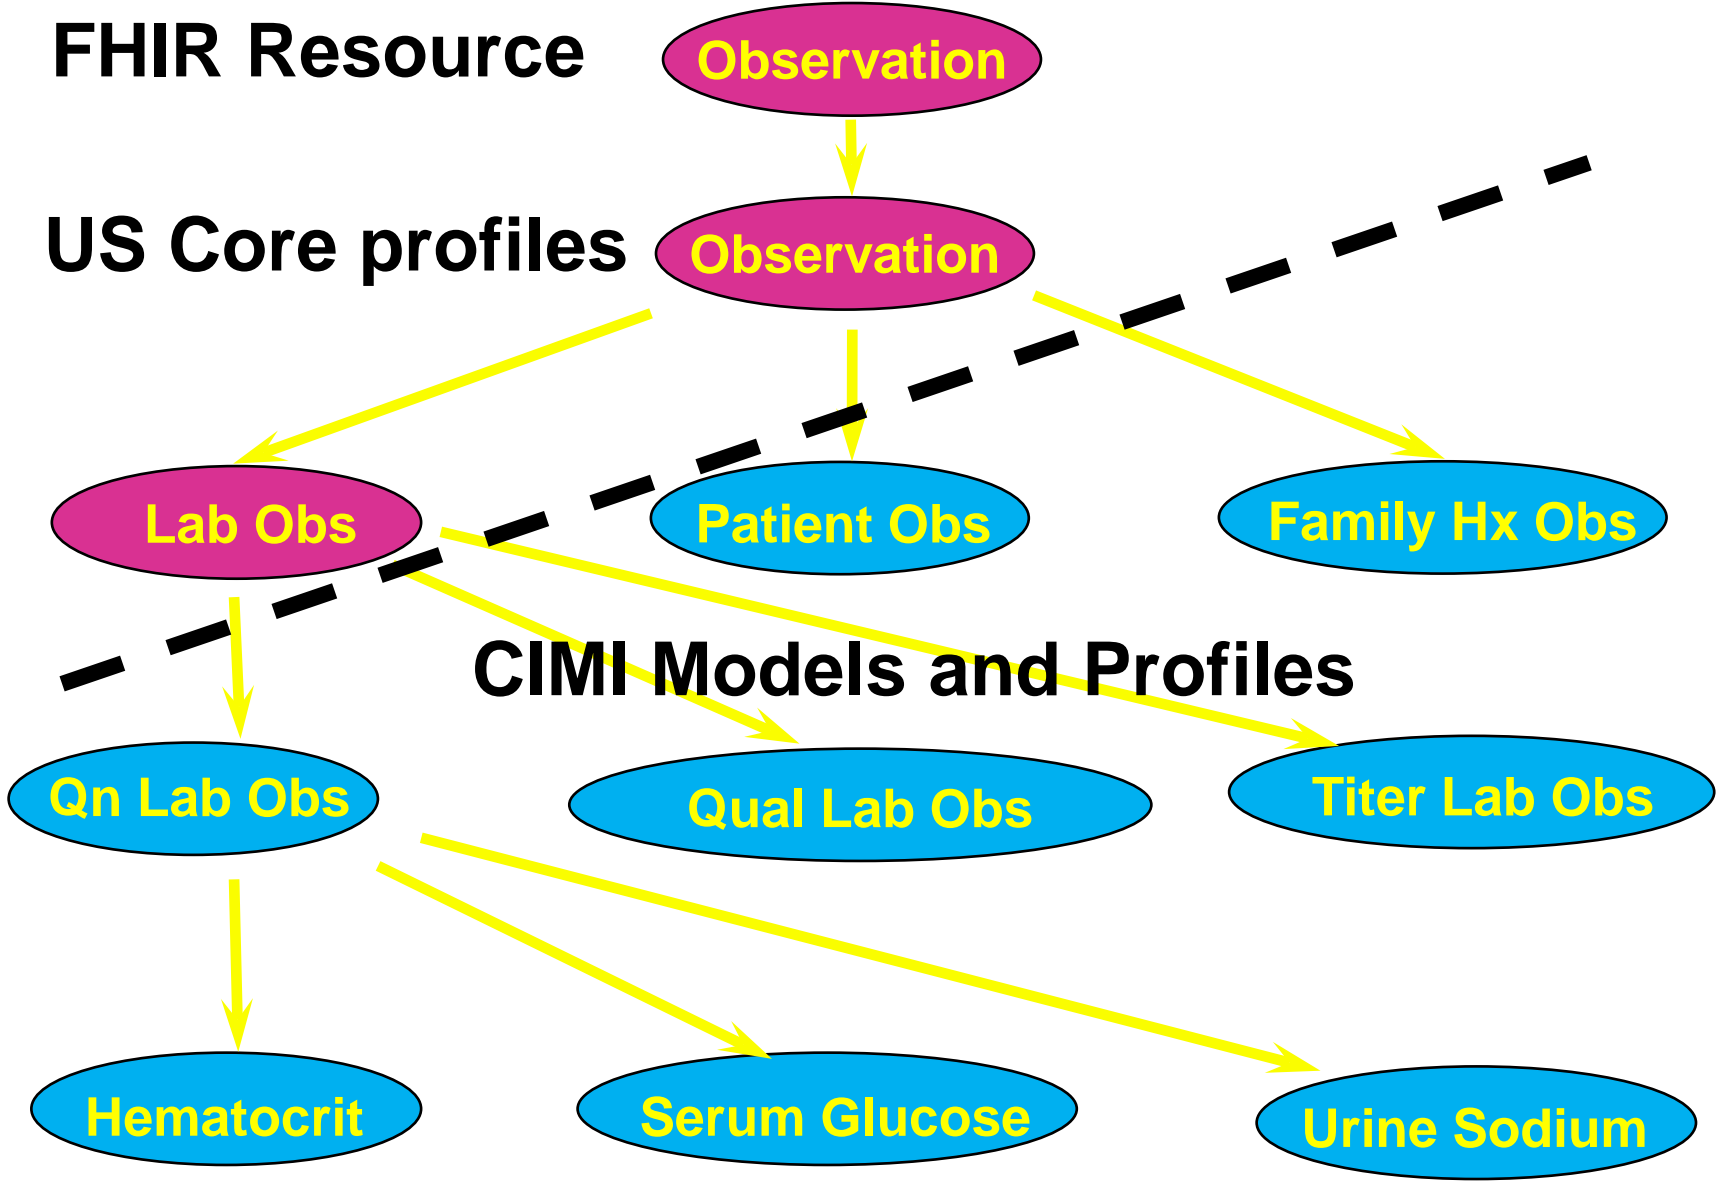 FHIR Resource
Observation
US Core profiles
Observation
Lab Obs
Patient Obs
Family Hx Obs
CIMI Models and Profiles
Qn Lab Obs
Qual Lab Obs
Titer Lab Obs
Hematocrit
Serum Glucose
Urine Sodium